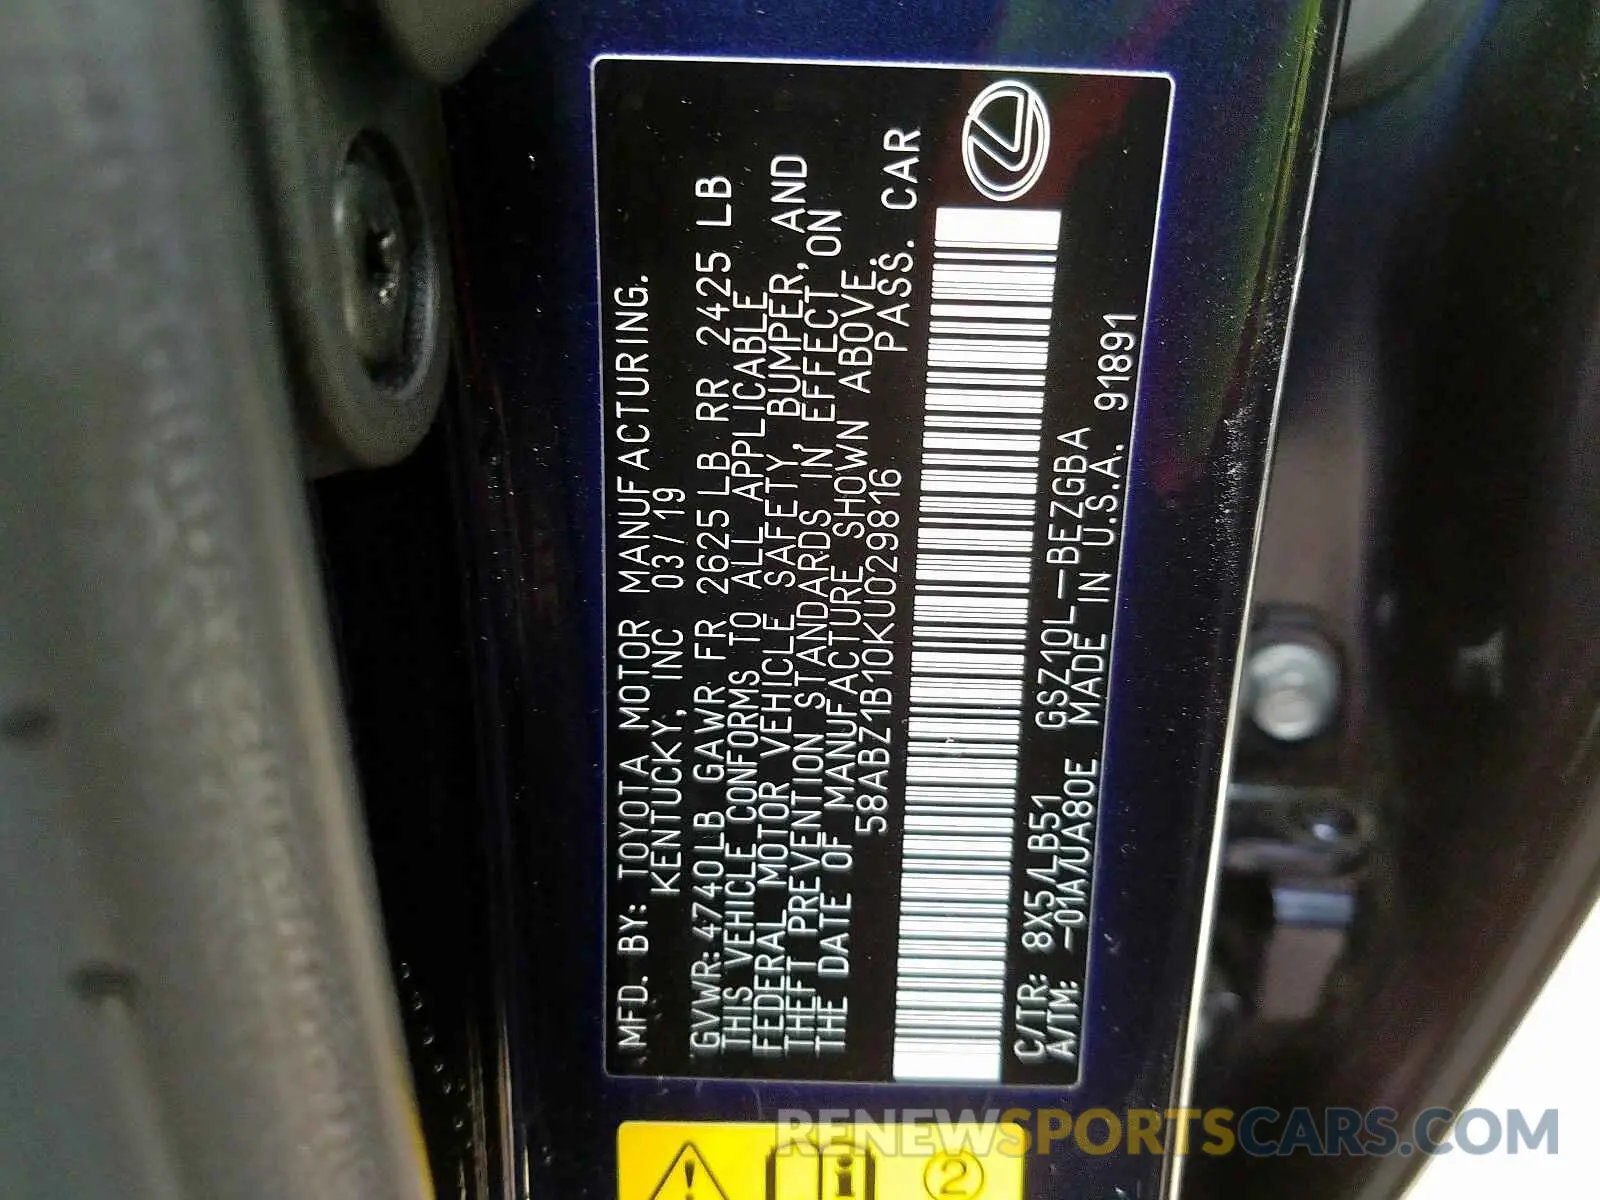 MFD. BY: TOYOTA MOTOR MANUFACTURING.
KENTUCKY, INC 03/19
GVWR: 4740LB GAWR FR 2625LB RR 2425 LB
THIS VEHICLE CONFORMS TO ALL APPLICABLE
FEDERAL MOTOR VEHICLE SAFETY, BUMPER, AND
THEFT PREVENTION STANDARDS IN EFFECT ON
THE DATE OF MANUFACTURE SHOWN ABOVE.
58ABZ1B10KU029816 PASS. CAR
C/TR: 8X5/LB51 GSZ10L-BEZGBA
A/TM: -01A/UA80E MADE IN U.S.A. 91891
2
RENEWSPORTSCARS.COM